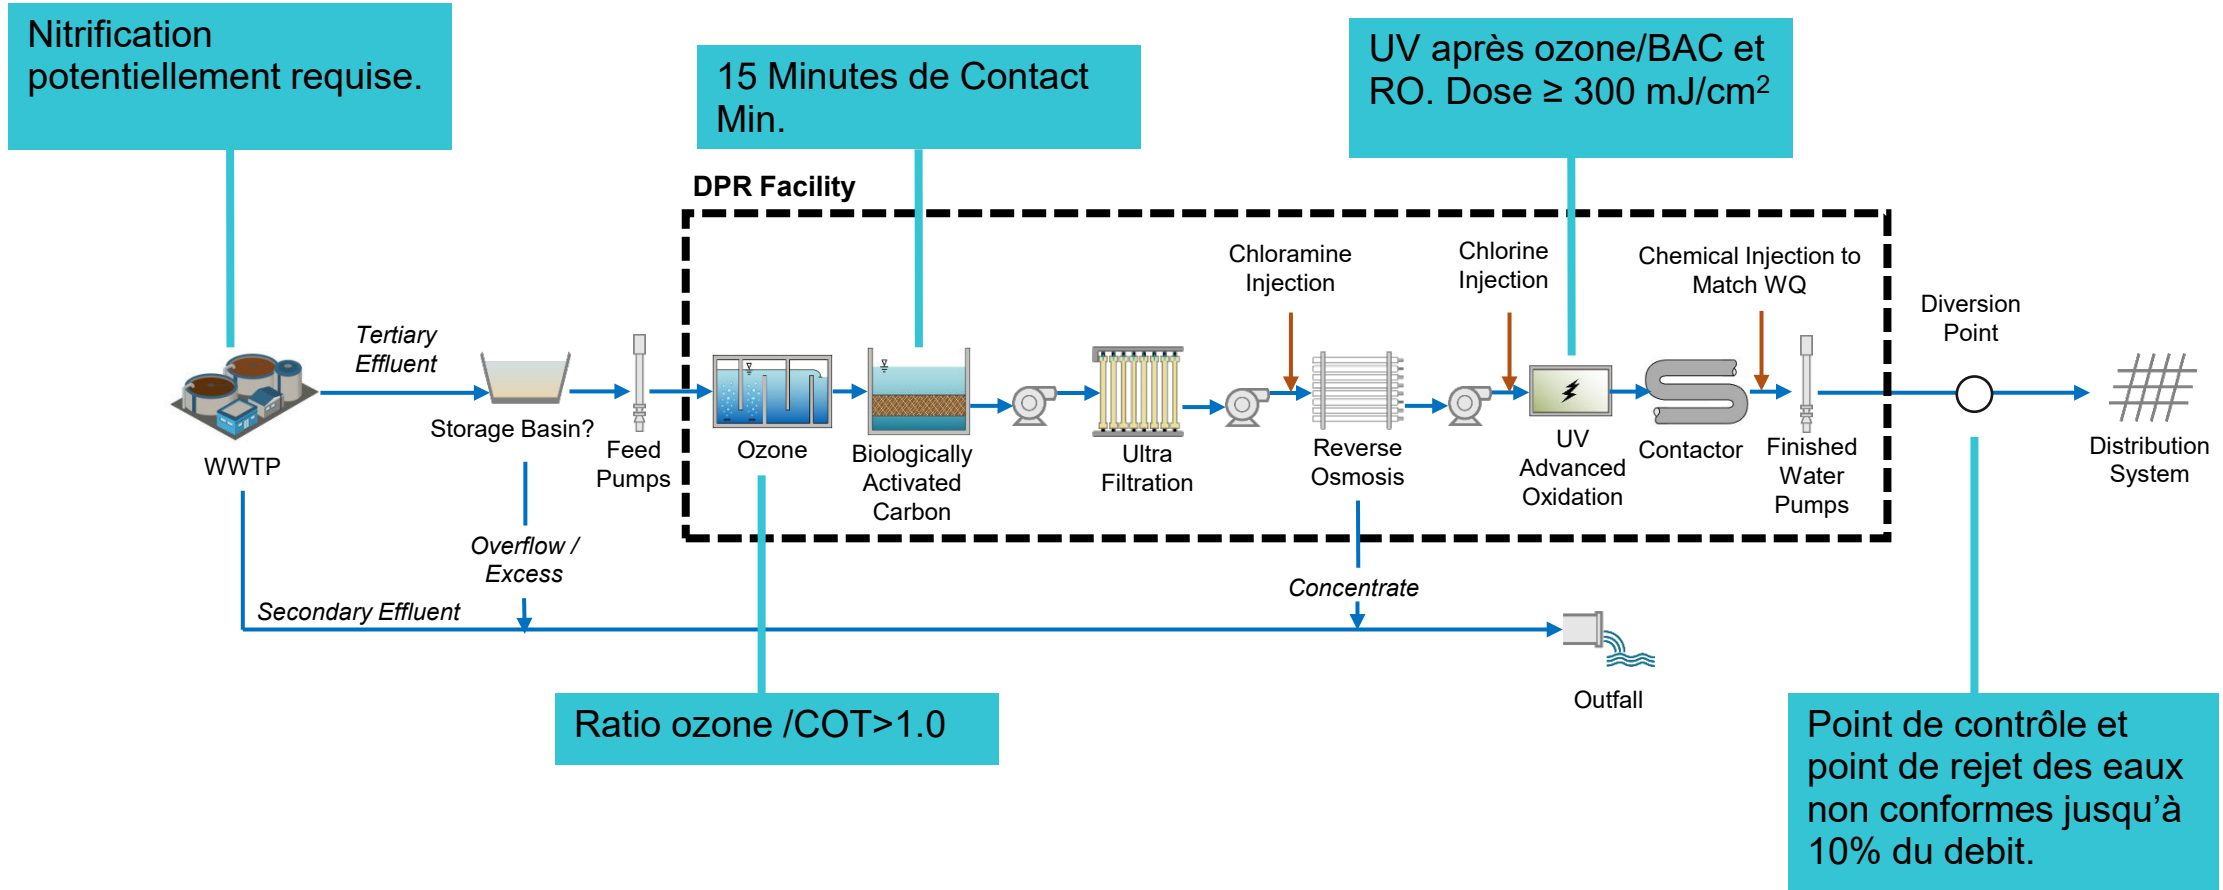 Nitrification
potentiellement requise.
15 Minutes de Contact
Min.
UV après ozone/BAC et
RO. Dose ≥ 300 mJ/cm²
DPR Facility
Chloramine
Injection
Chlorine
Injection
Chemical Injection to
Match WQ
Diversion
Point
Tertiary
Effluent
WWTP
Storage Basin?
Feed
Pumps
Ozone
Biologically
Activated
Carbon
Ultra
Filtration
Reverse
Osmosis
UV
Advanced
Oxidation
Contactor
Finished
Water
Pumps
Distribution
System
Overflow /
Excess
Secondary Effluent
Concentrate
Outfall
Ratio ozone /COT>1.0
Point de contrôle et
point de rejet des eaux
non conformes jusqu’à
10% du debit.